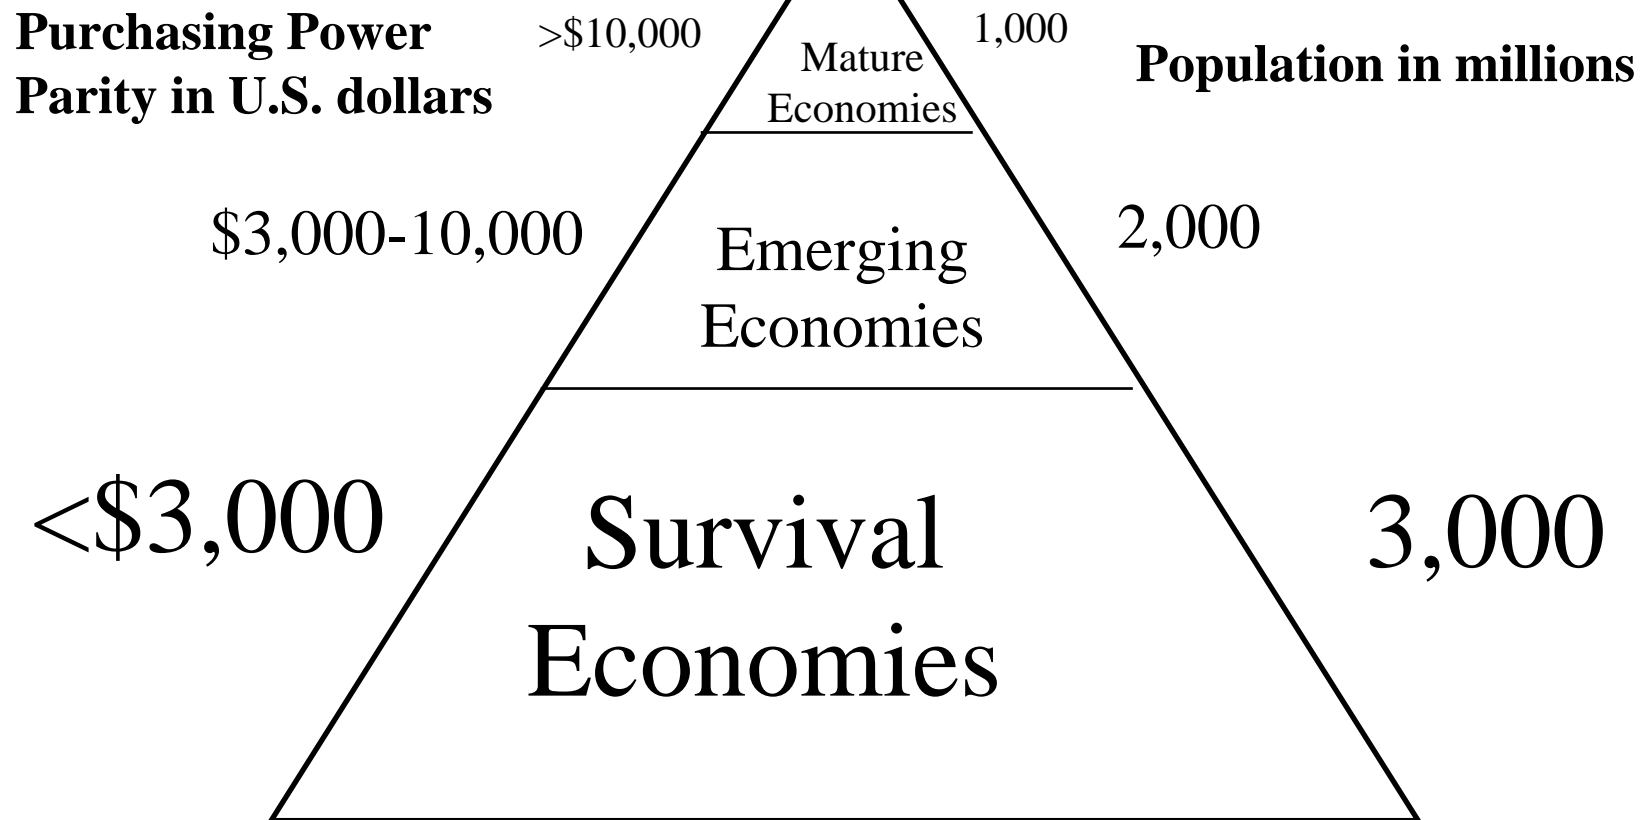 Purchasing Power
Parity in U.S. dollars
>$10,000
Mature
Economies
1,000
Population in millions
$3,000-10,000
Emerging
Economies
2,000
<$3,000
Survival
Economies
3,000